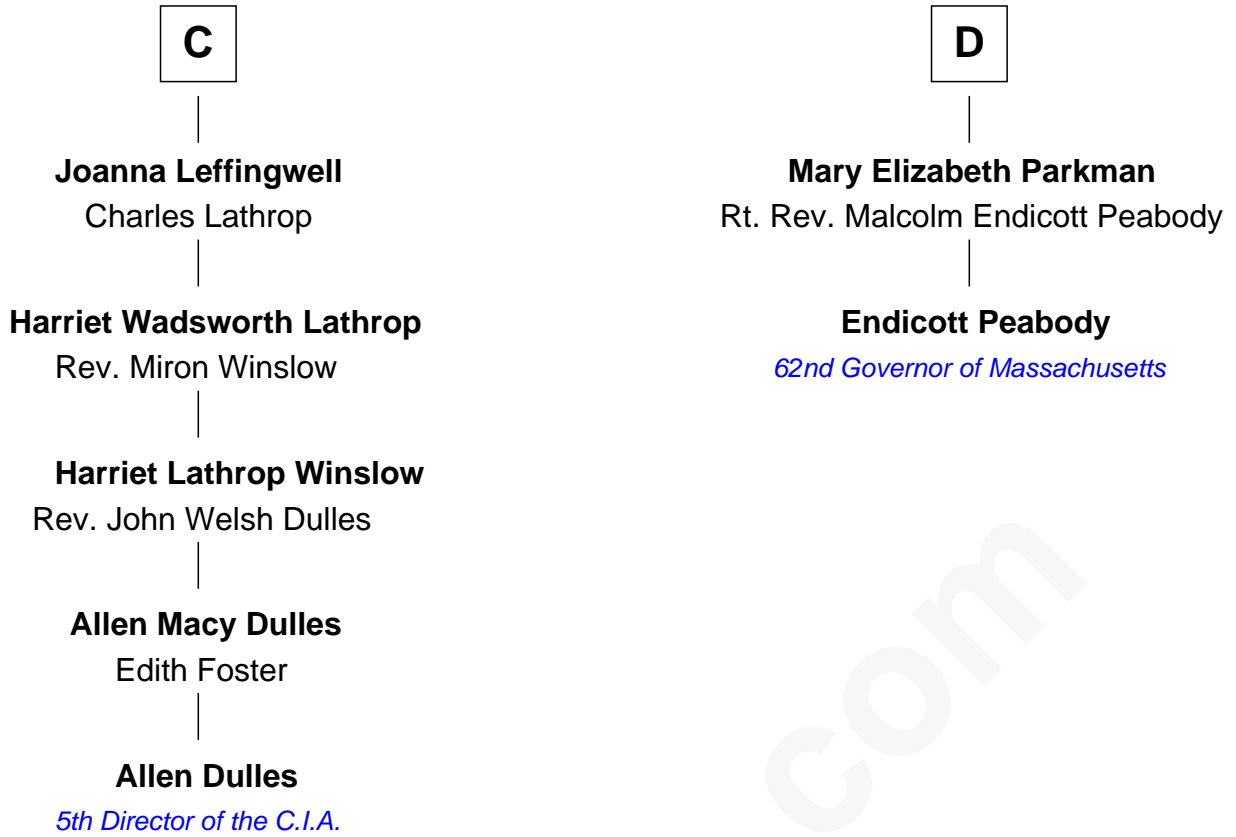 C
Joanna Leffingwell
Charles Lathrop
Harriet Wadsworth Lathrop
Rev. Miron Winslow
Harriet Lathrop Winslow
Rev. John Welsh Dulles
Allen Macy Dulles
Edith Foster
Allen Dulles
5th Director of the C.I.A.
D
Mary Elizabeth Parkman
Rt. Rev. Malcolm Endicott Peabody
Endicott Peabody
62nd Governor of Massachusetts
com